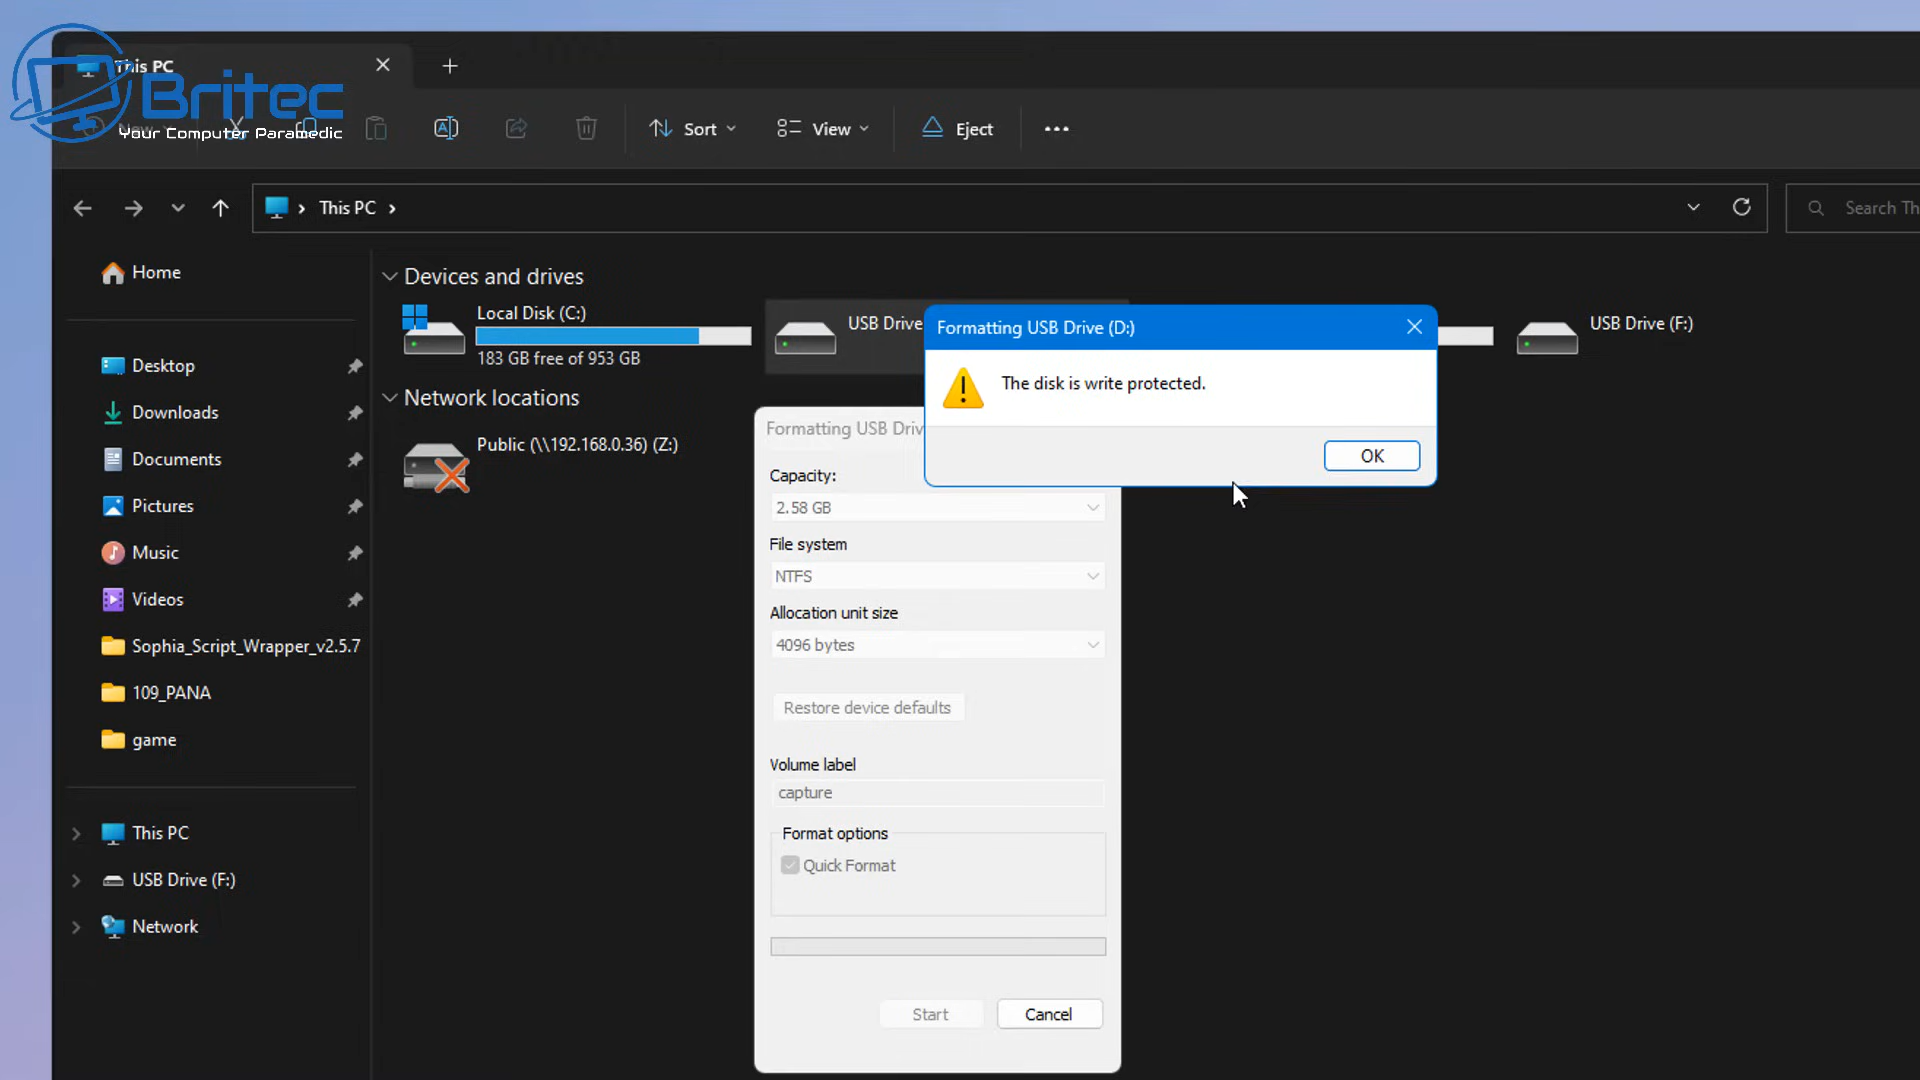 This PC
Britec
Your Computer Paramedic
New
Sort
View
Eject
This PC
Search Th
Home
Desktop
Downloads
Documents
Pictures
Music
Videos
Sophia_Script_Wrapper_v2.5.7
109_PANA
game
This PC
USB Drive (F:)
Network
Devices and drives
Local Disk (C:)
183 GB free of 953 GB
USB Drive
USB Drive (F:)
Network locations
Public (\\192.168.0.36) (Z:)
Formatting USB Drive (D:)
The disk is write protected.
OK
Formatting USB Driv
Capacity:
2.58 GB
File system
NTFS
Allocation unit size
4096 bytes
Restore device defaults
Volume label
capture
Format options
Quick Format
Start
Cancel